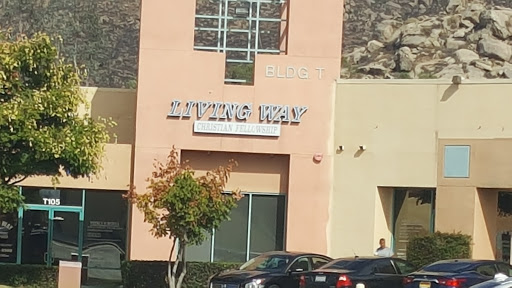 BLDG T
LIVING WAY
CHRISTIAN FELLOWSHIP
T105